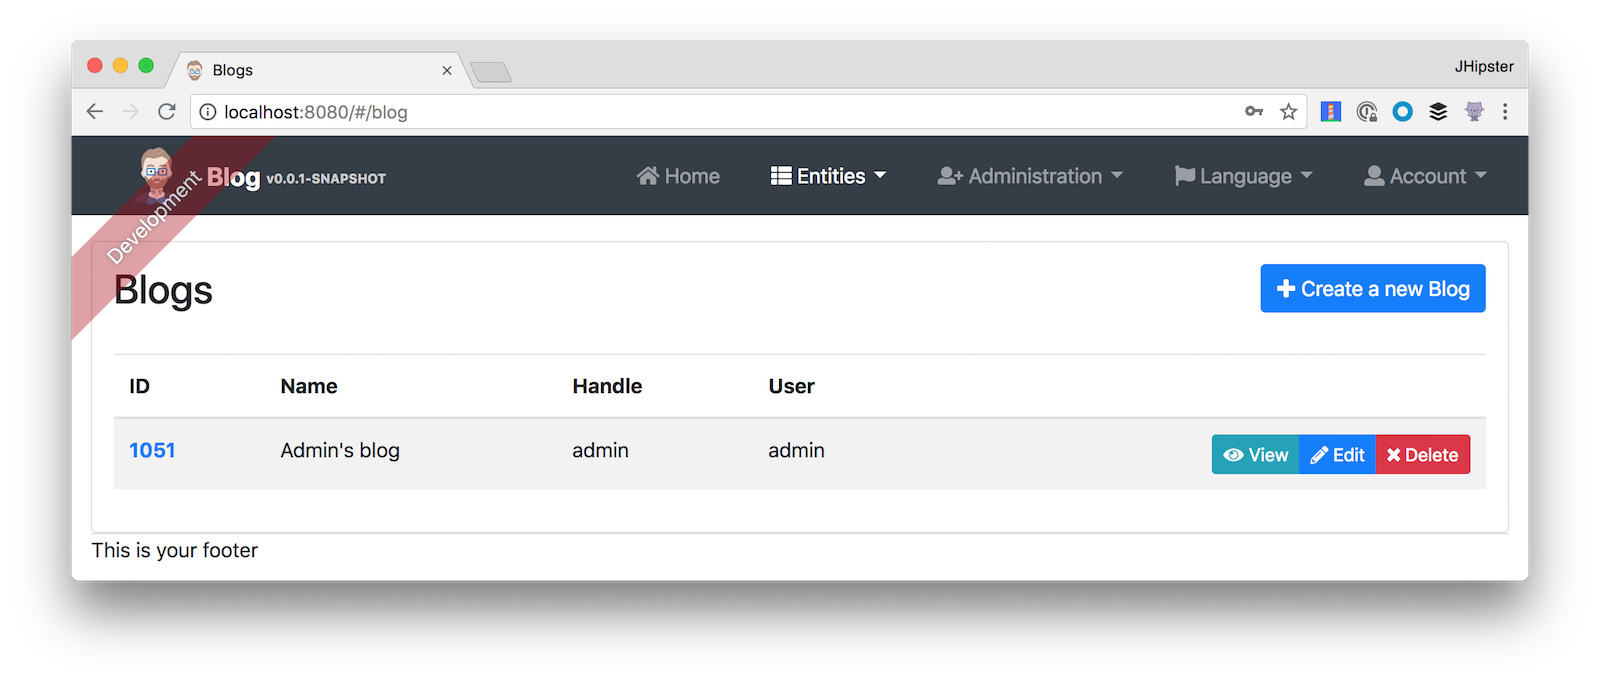 Blogs
JHipster
localhost:8080/#/blog
Development
Blog v0.0.1-SNAPSHOT
Home
Entities
Administration
Language
Account
Blogs
Create a new Blog
ID Name Handle User
1051 Admin's blog admin admin View Edit Delete
This is your footer